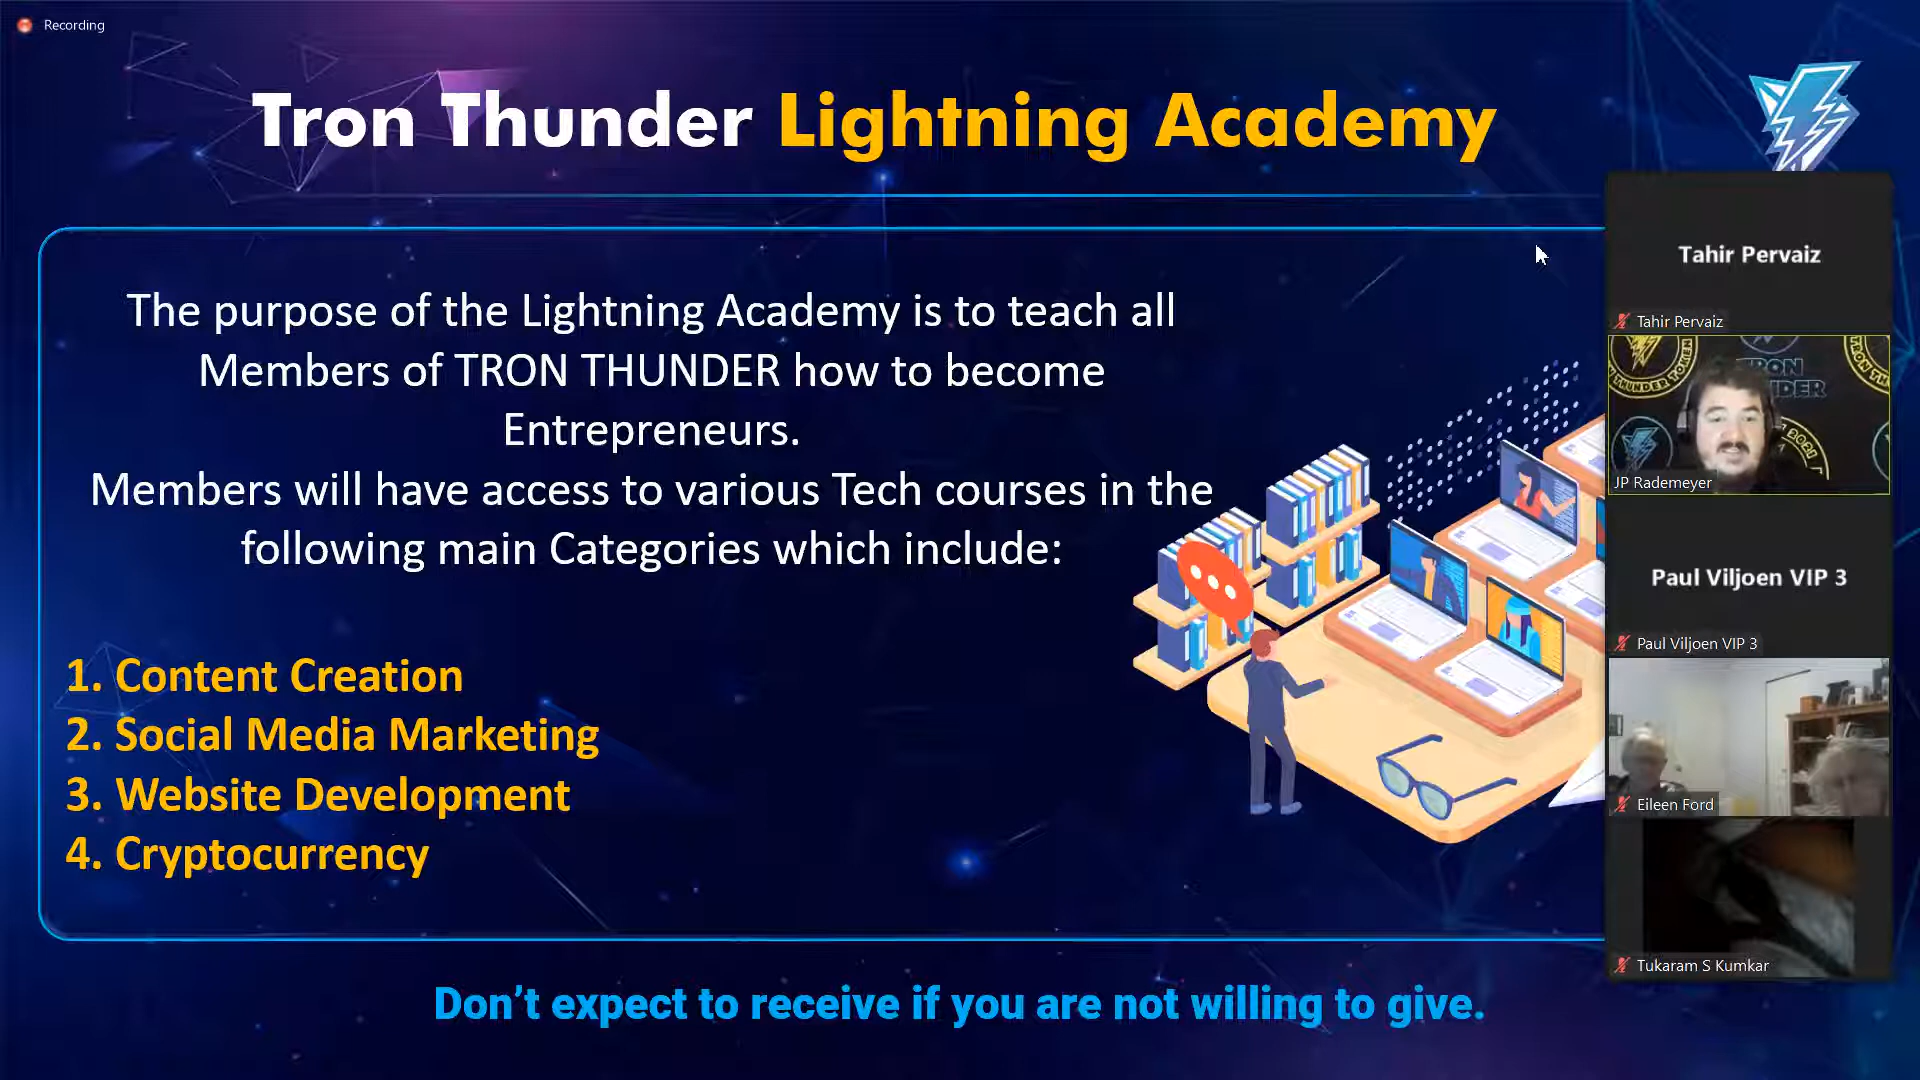 Recording
Tron Thunder Lightning Academy
The purpose of the Lightning Academy is to teach all
Members of TRON THUNDER how to become
Entrepreneurs.
Members will have access to various Tech courses in the
following main Categories which include:
1. Content Creation
2. Social Media Marketing
3. Website Development
4. Cryptocurrency
Don’t expect to receive if you are not willing to give.
Tahir Pervaiz
Tahir Pervaiz
TRON THUNDER TOKEN
JP Rademeyer
Paul Viljoen VIP 3
Paul Viljoen VIP 3
Eileen Ford
Tukaram S Kumkar